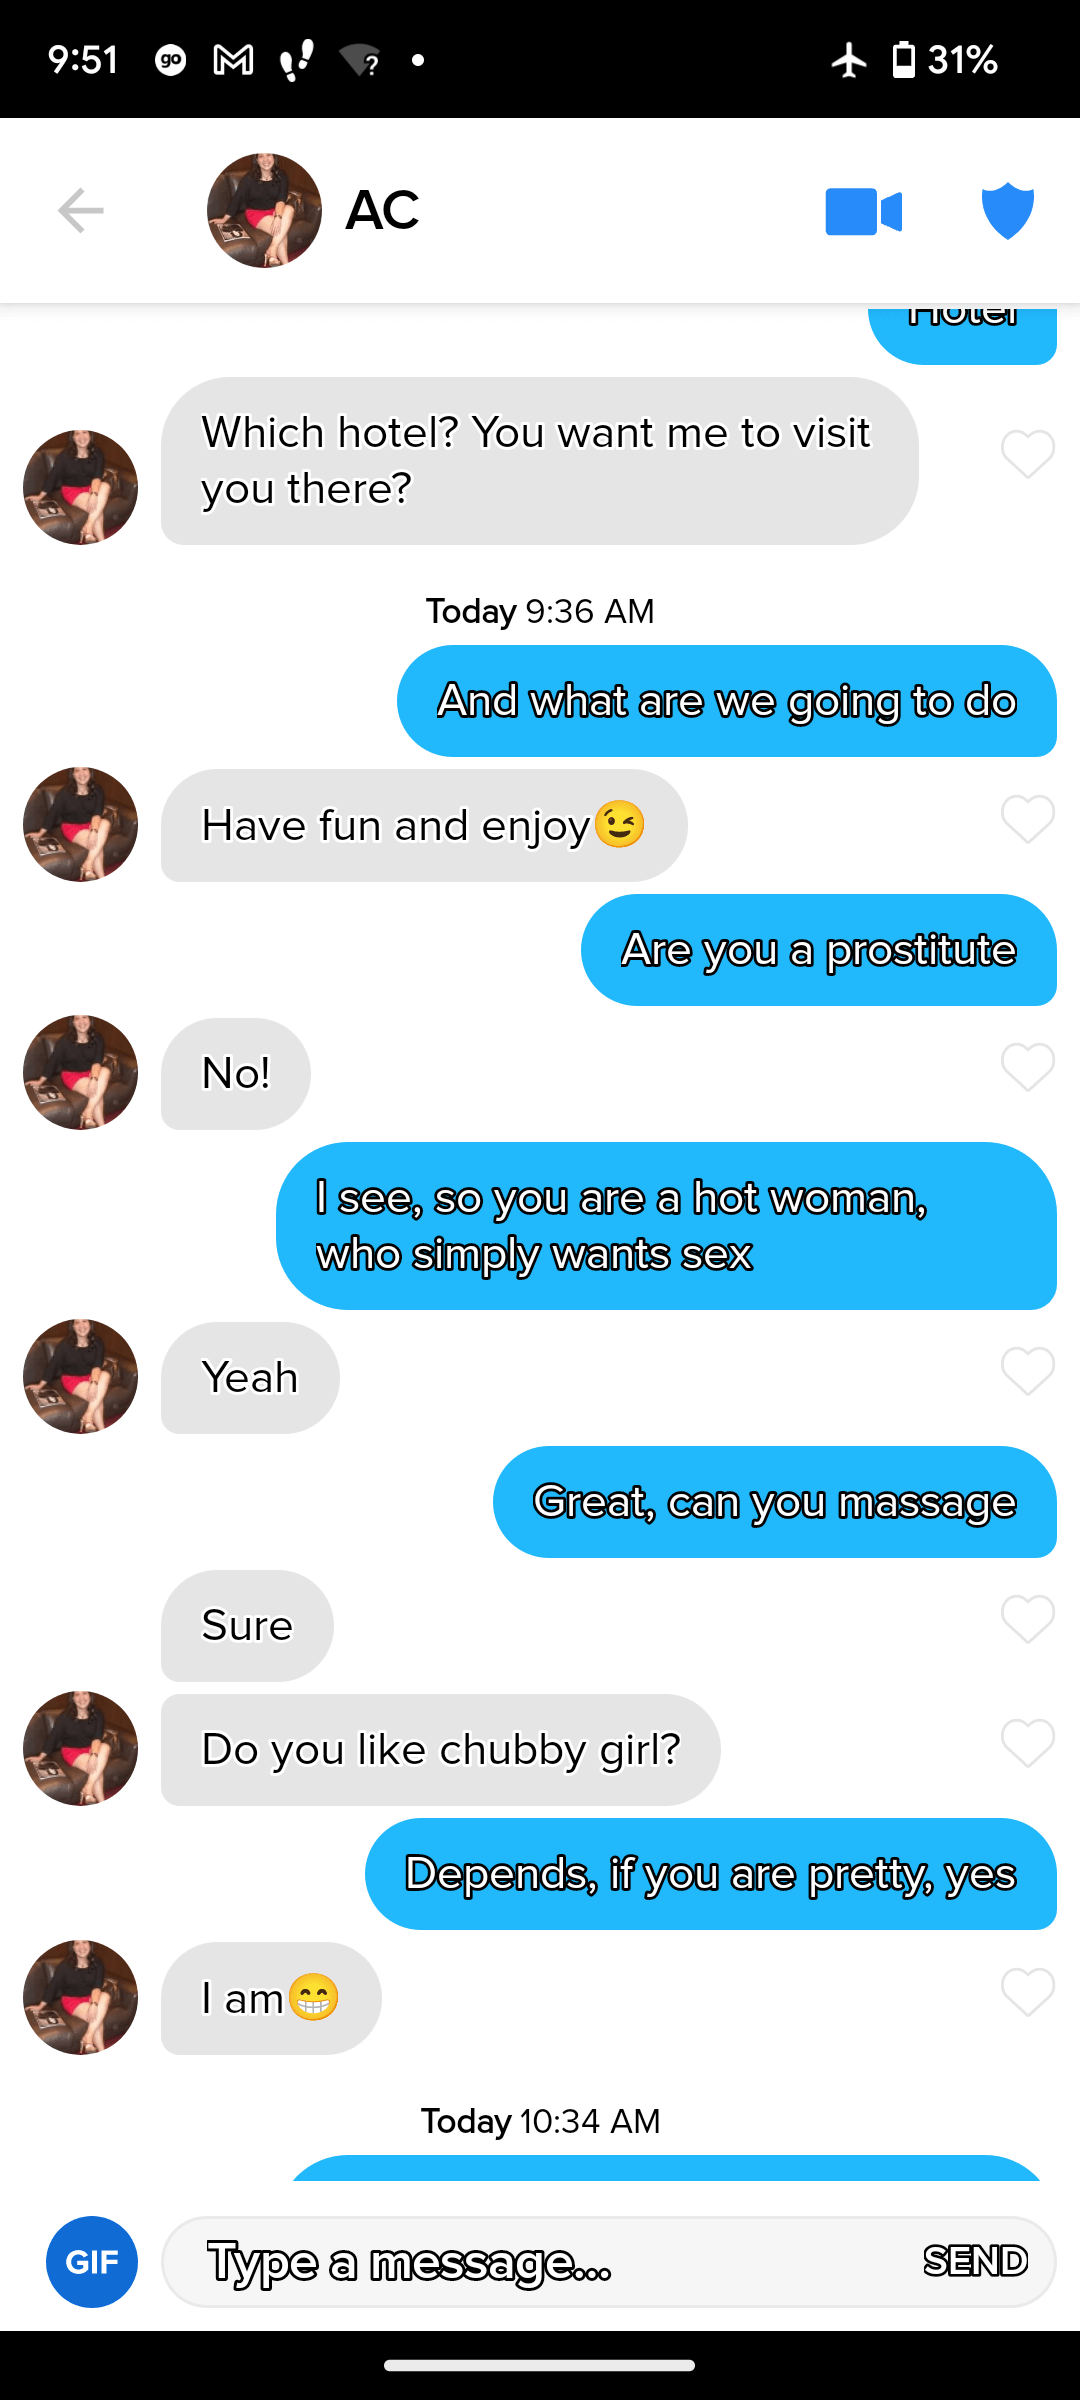 9:51 go M ? 31%
AC
Hotel
Which hotel? You want me to visit
you there?
Today 9:36 AM
And what are we going to do
Have fun and enjoy😉
Are you a prostitute
No!
I see, so you are a hot woman,
who simply wants sex
Yeah
Great, can you massage
Sure
Do you like chubby girl?
Depends, if you are pretty, yes
I am😁
Today 10:34 AM
GIF Type a message... SEND